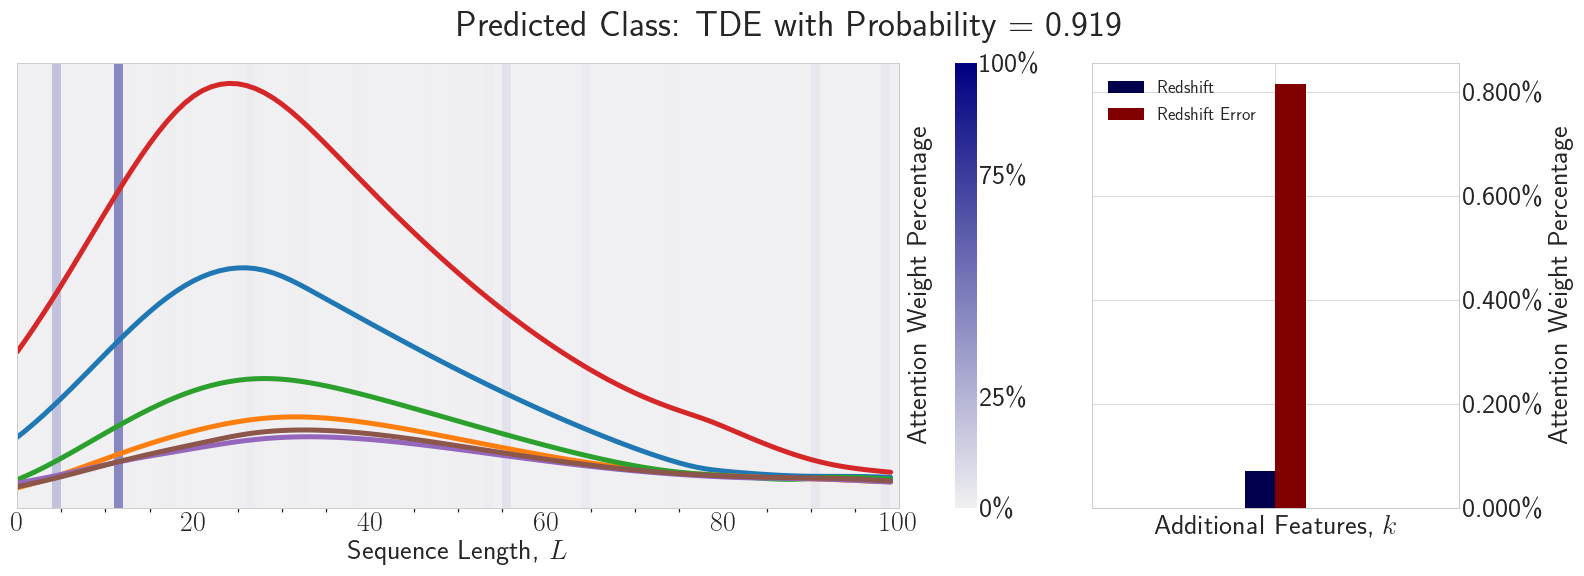 Predicted Class: TDE with Probability = 0.919
0
20
40
60
80
100
Sequence Length, L
100%
75%
25%
0%
Attention Weight Percentage
Redshift
Redshift Error
0.800%
0.600%
0.400%
0.200%
0.000%
Additional Features, k
Attention Weight Percentage